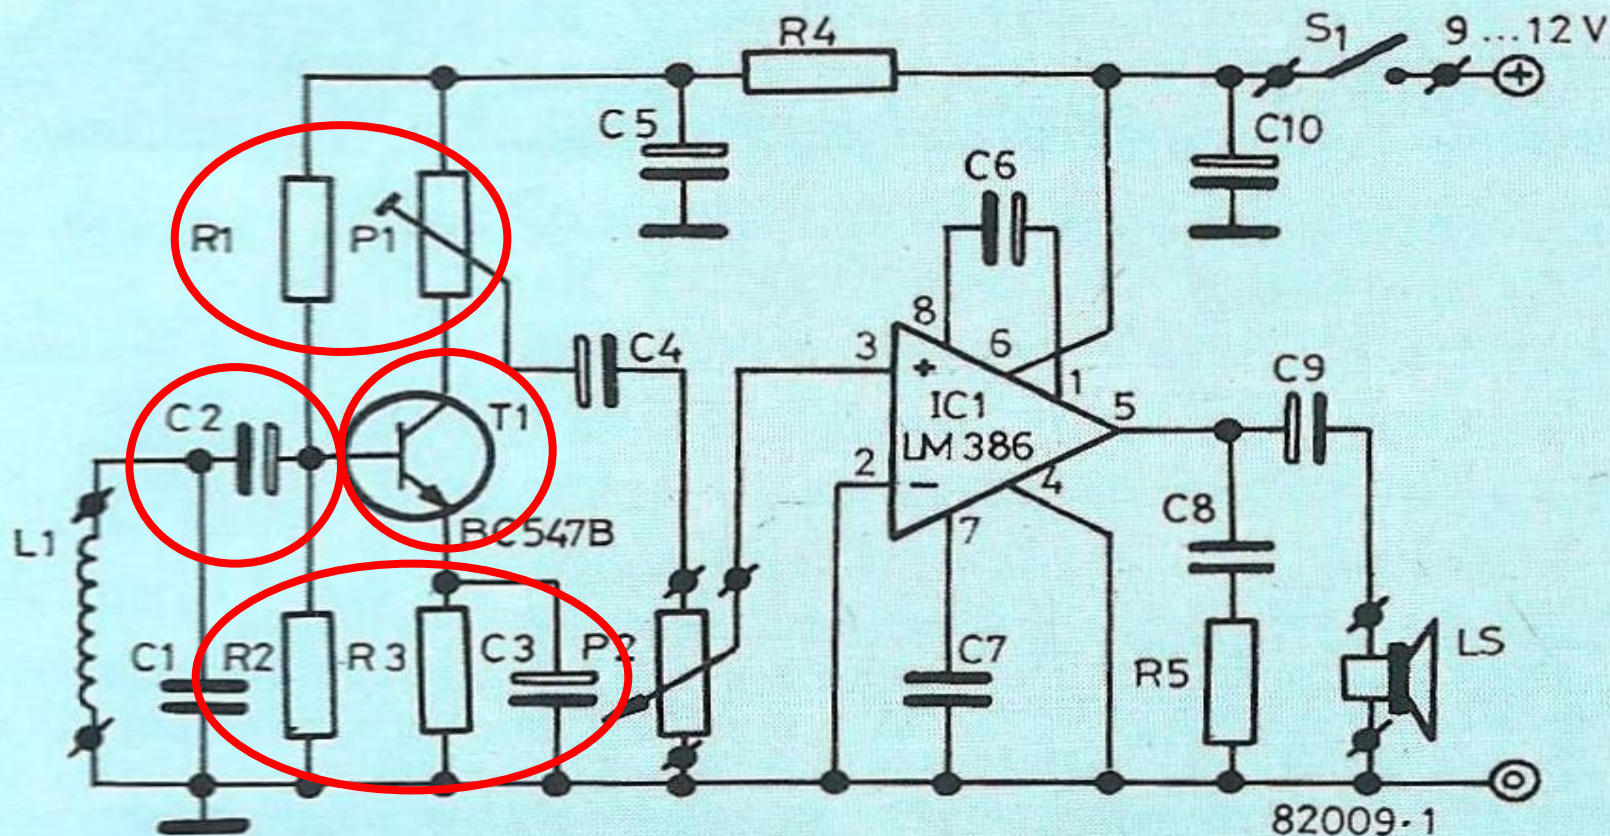 R4
S1
9...12 V
C5
C10
C6
R1
P1
8
3
6
C4
+
1
C9
C2
T1
IC1
5
LM 386
2
4
–
C8
L1
BC547B
7
C1
R2
R3
C3
P2
C7
R5
LS
82009-1